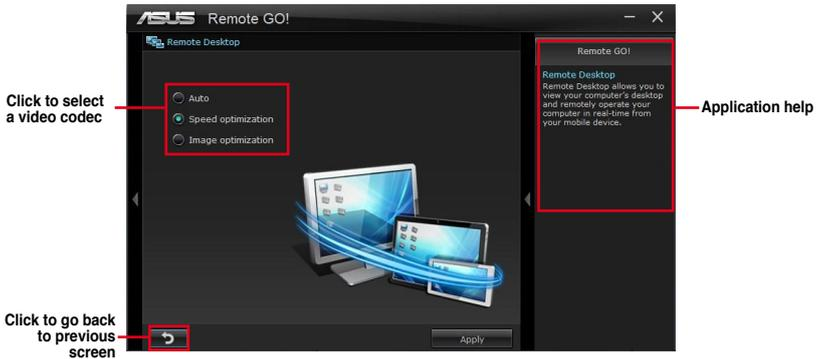 ASUS Remote GO!
Remote Desktop
Remote GO!
Auto
Speed optimization
Image optimization
Remote Desktop
Remote Desktop allows you to
view your computer's desktop
and remotely operate your
computer in real-time from
your mobile device.
Click to select
a video codec
Application help
Click to go back
to previous
screen
Apply